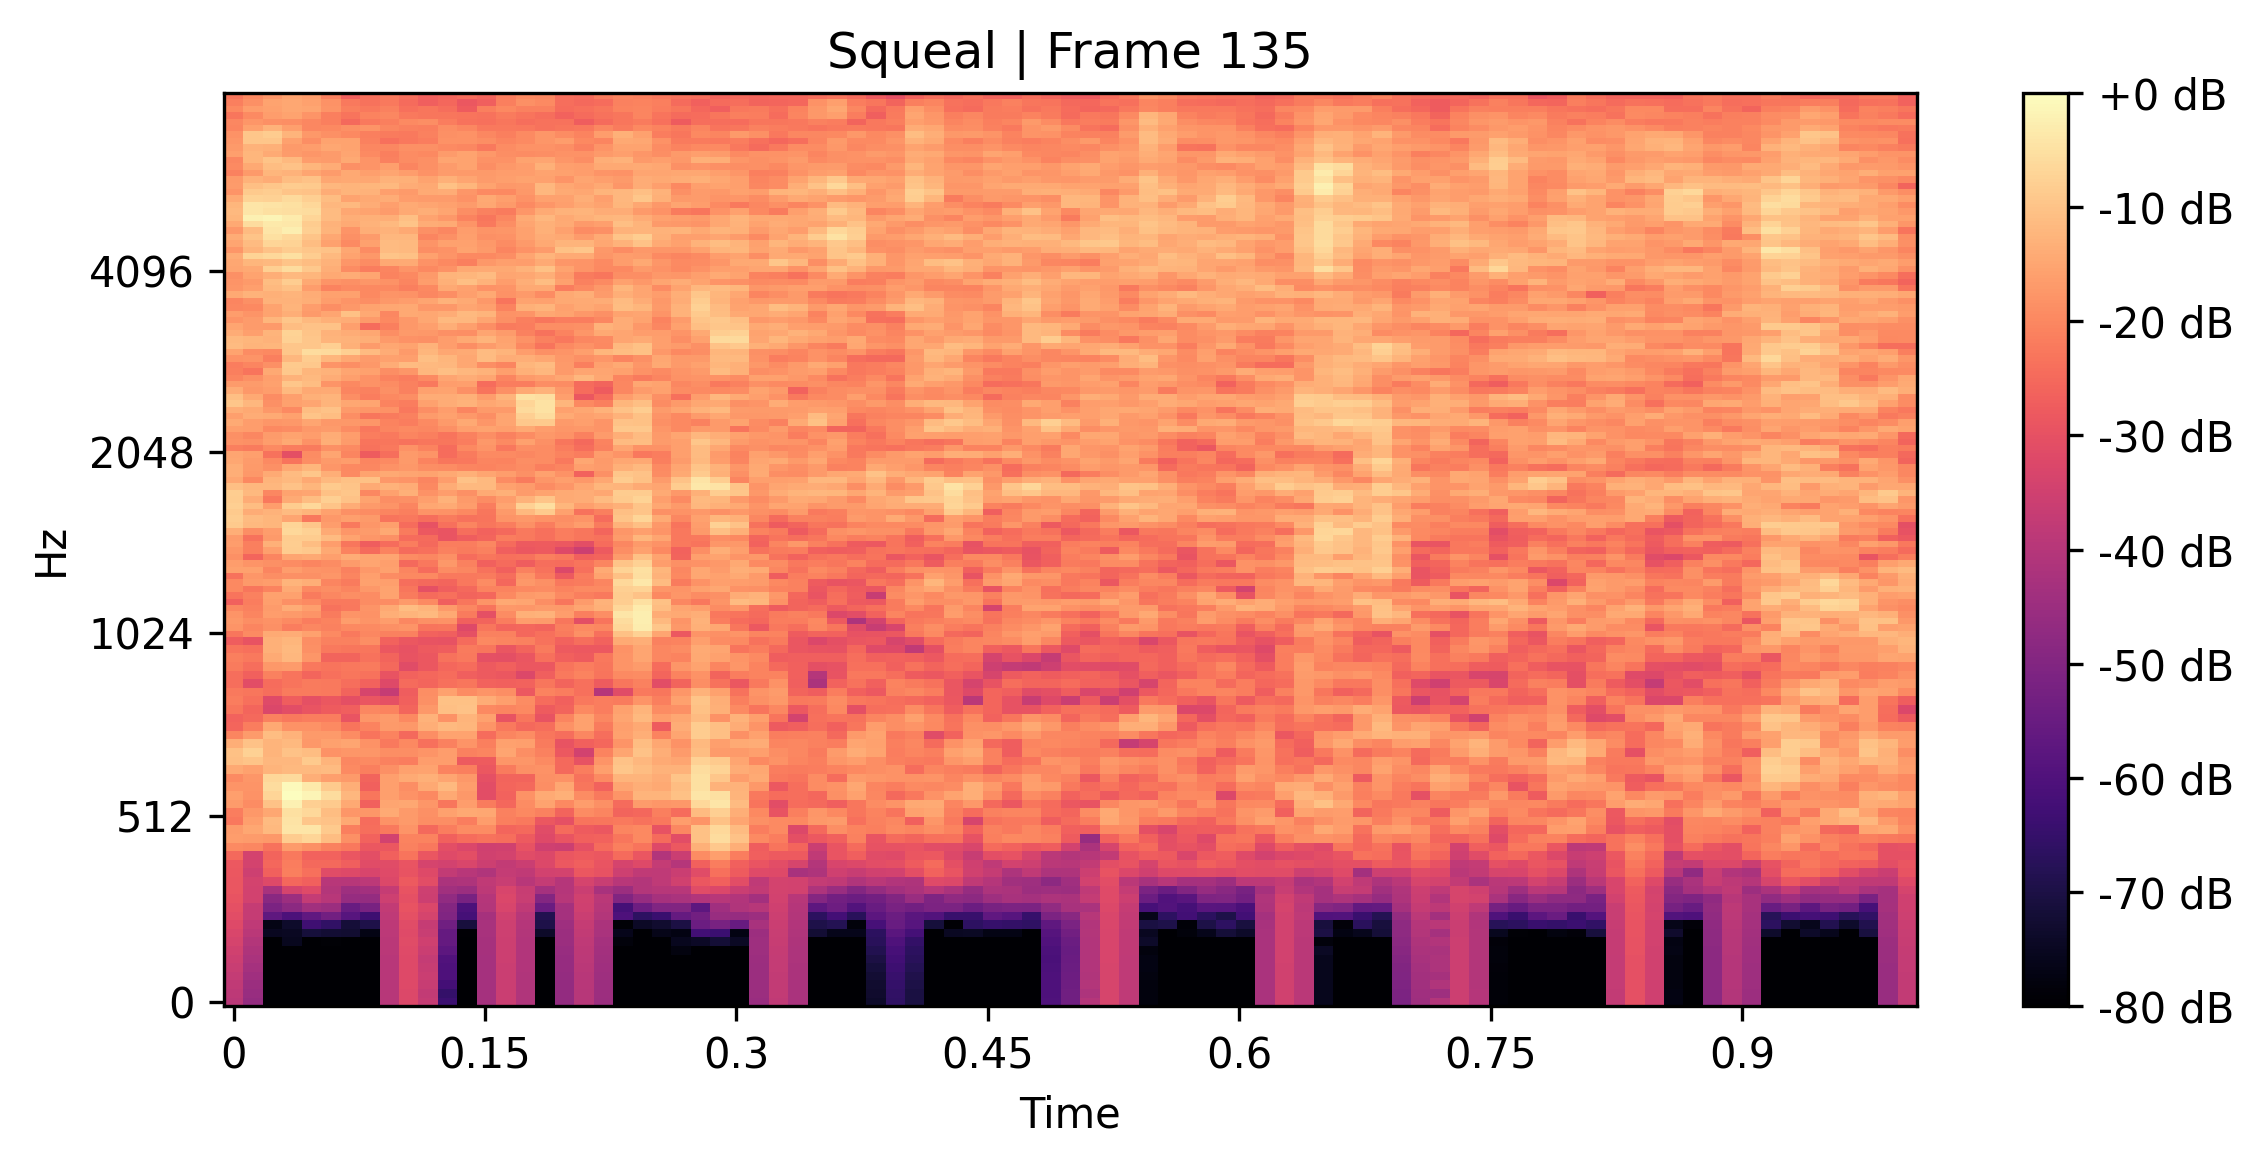 Squeal | Frame 135
+0 dB
-10 dB
-20 dB
-30 dB
-40 dB
-50 dB
-60 dB
-70 dB
-80 dB
Hz
4096
2048
1024
512
0
0 0.15 0.3 0.45 0.6 0.75 0.9
Time